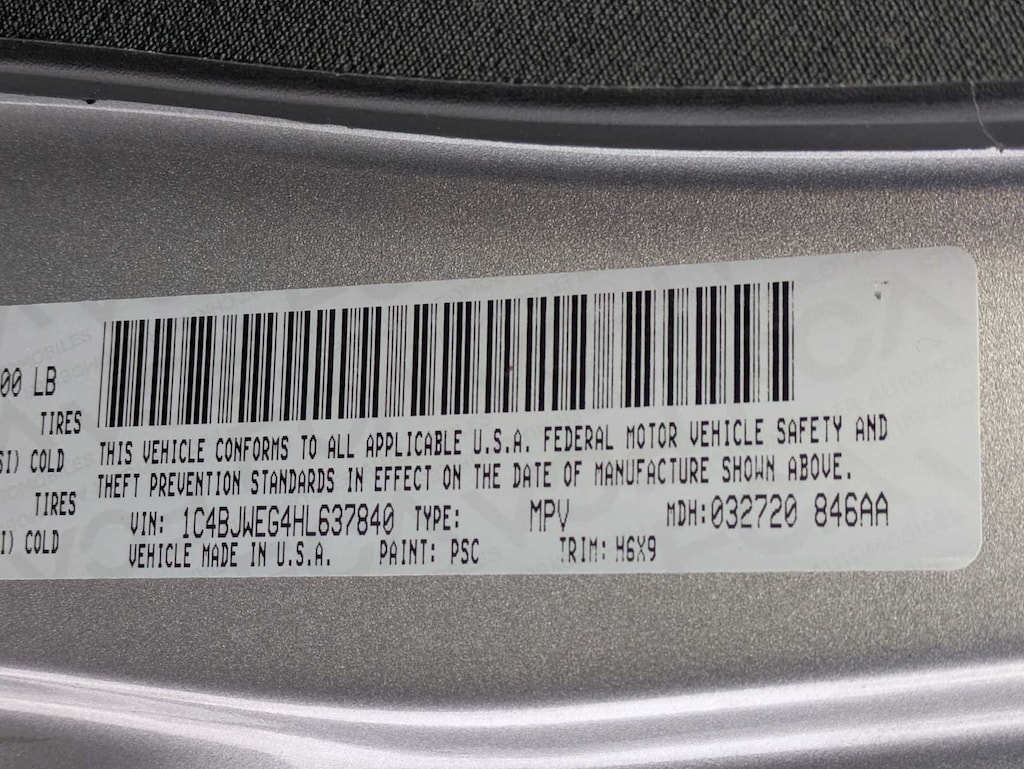 00 LB
TIRES
SI) COLD
TIRES
I) COLD
THIS VEHICLE CONFORMS TO ALL APPLICABLE U.S.A. FEDERAL MOTOR VEHICLE SAFETY AND
THEFT PREVENTION STANDARDS IN EFFECT ON THE DATE OF MANUFACTURE SHOWN ABOVE.
VIN: 1C4BJWEG4HL637840 TYPE: MPV MDH:032720 846AA
VEHICLE MADE IN U.S.A. PAINT: PSC TRIM: H6X9